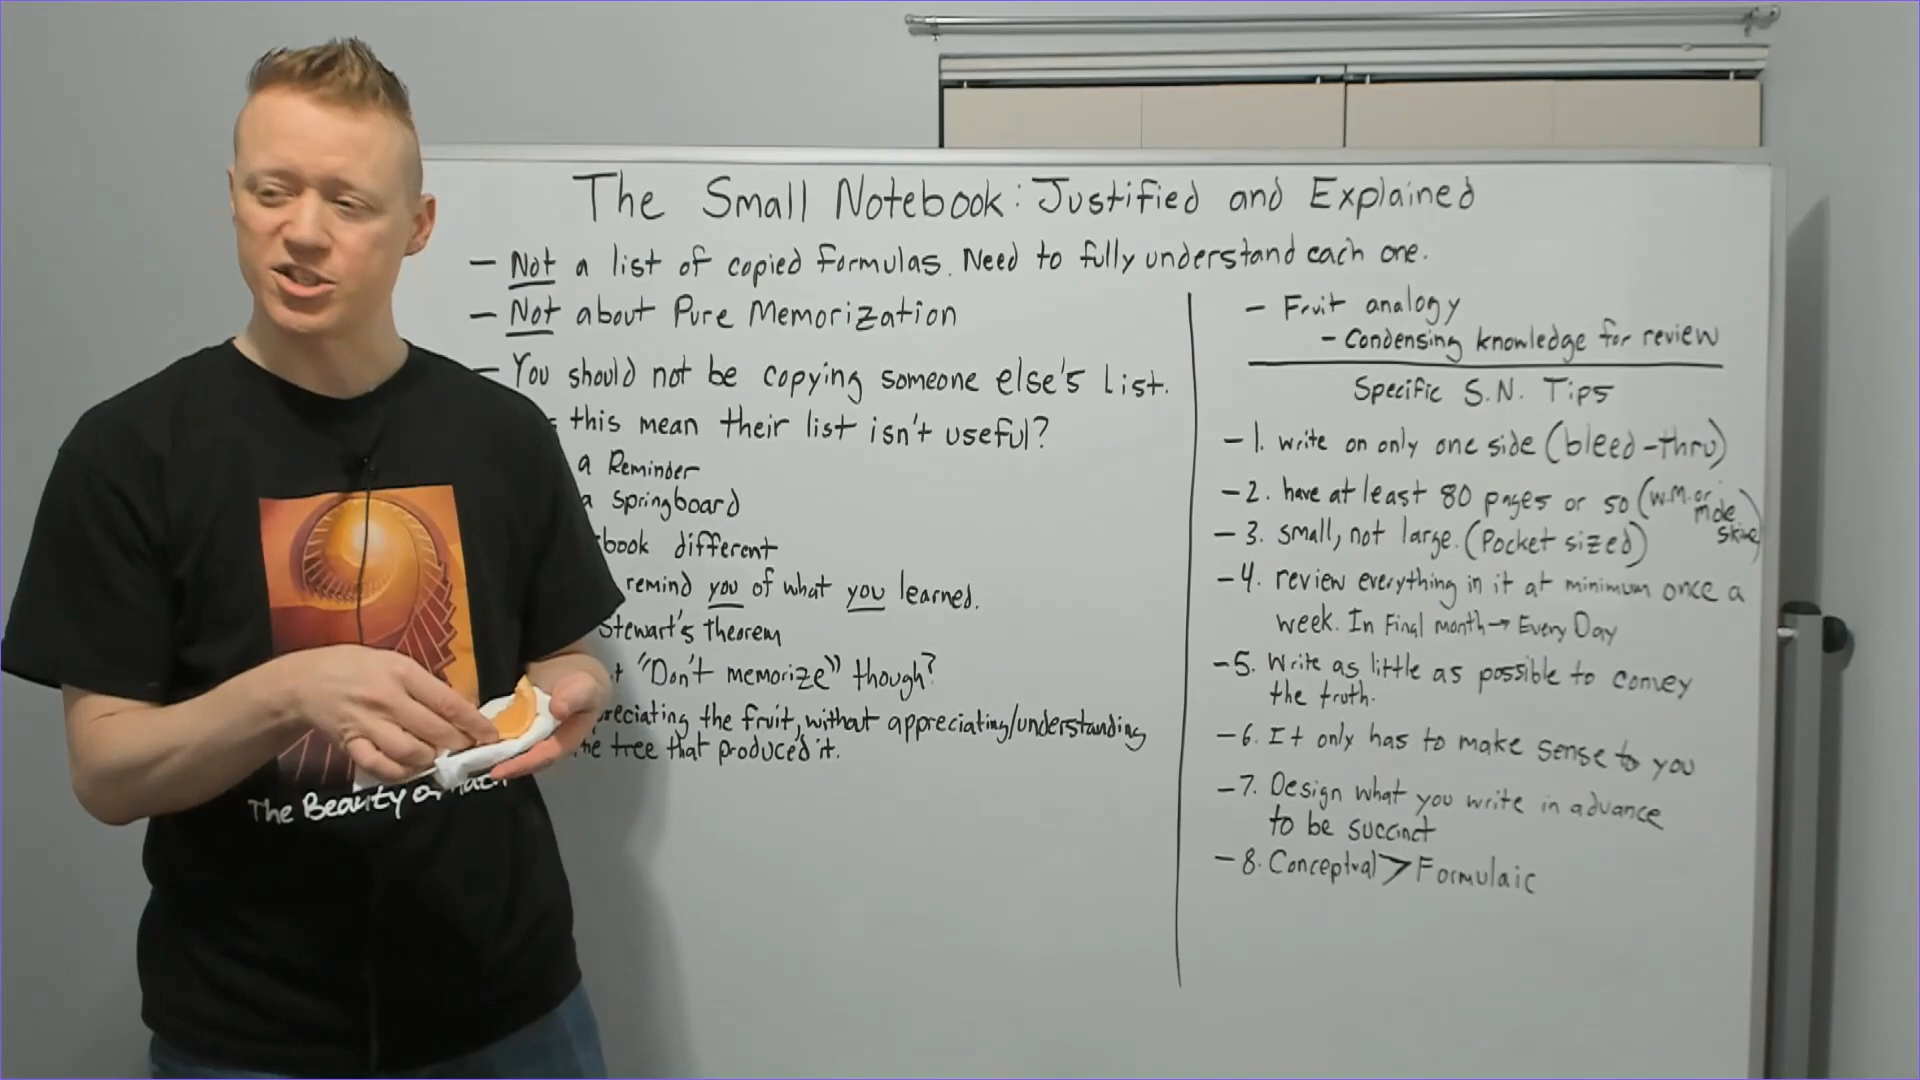 The Small Notebook: Justified and Explained
– Not a list of copied formulas. Need to fully understand each one.
– Not about Pure Memorization
– You should not be copying someone else's list.
this mean their list isn't useful?
a Reminder
a springboard
book different
remind you of what you learned.
Stewart's Theorem
"Don't memorize" though?
reciating the fruit, without appreciating/understanding
the tree that produced it.
– Fruit analogy
– Condensing knowledge for review
Specific S.N. Tips
– 1. write on only one side (bleed-thru)
– 2. have at least 80 pages or 50 (W.M. or moleskine)
– 3. small, not large. (Pocket sized)
– 4. review everything in it at minimum once a
week. In Final month → Every Day
– 5. Write as little as possible to convey
the truth.
– 6. It only has to make sense to you
– 7. Design what you write in advance
to be succinct
– 8. Conceptual > Formulaic
The Beauty of Math